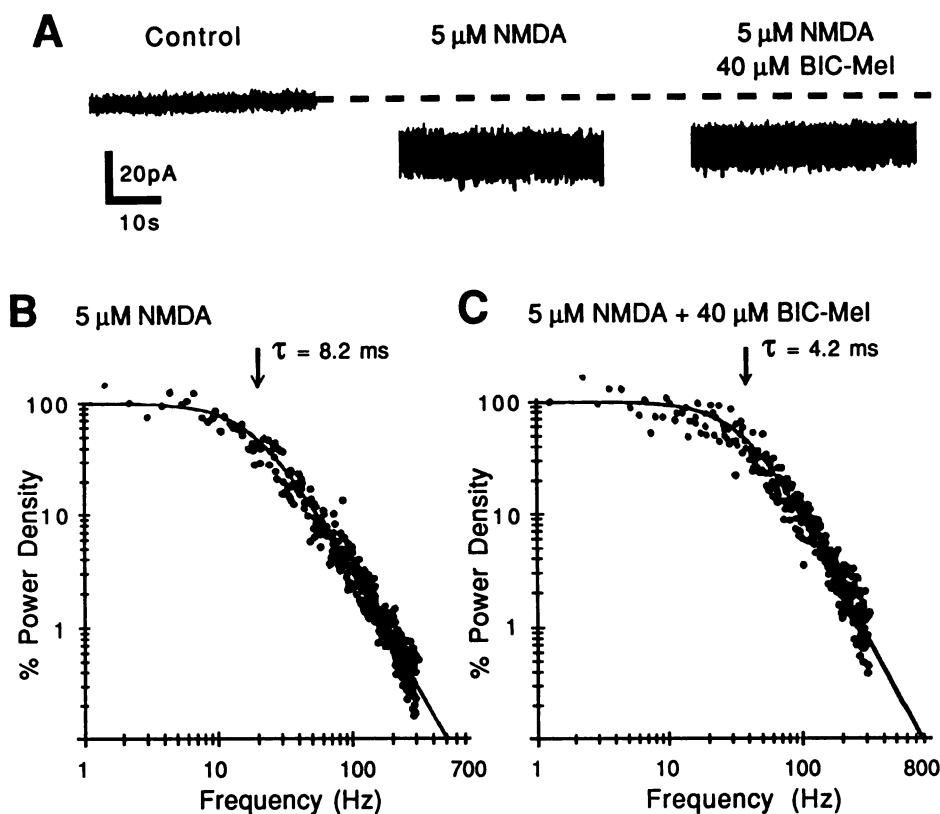 A
Control
5 μM NMDA
5 μM NMDA
40 μM BIC-MeI
20pA
10s
B
5 μM NMDA
τ = 8.2 ms
100
10
1
% Power Density
1 10 100 700
Frequency (Hz)
C
5 μM NMDA + 40 μM BIC-MeI
τ = 4.2 ms
100
10
1
% Power Density
1 10 100 800
Frequency (Hz)